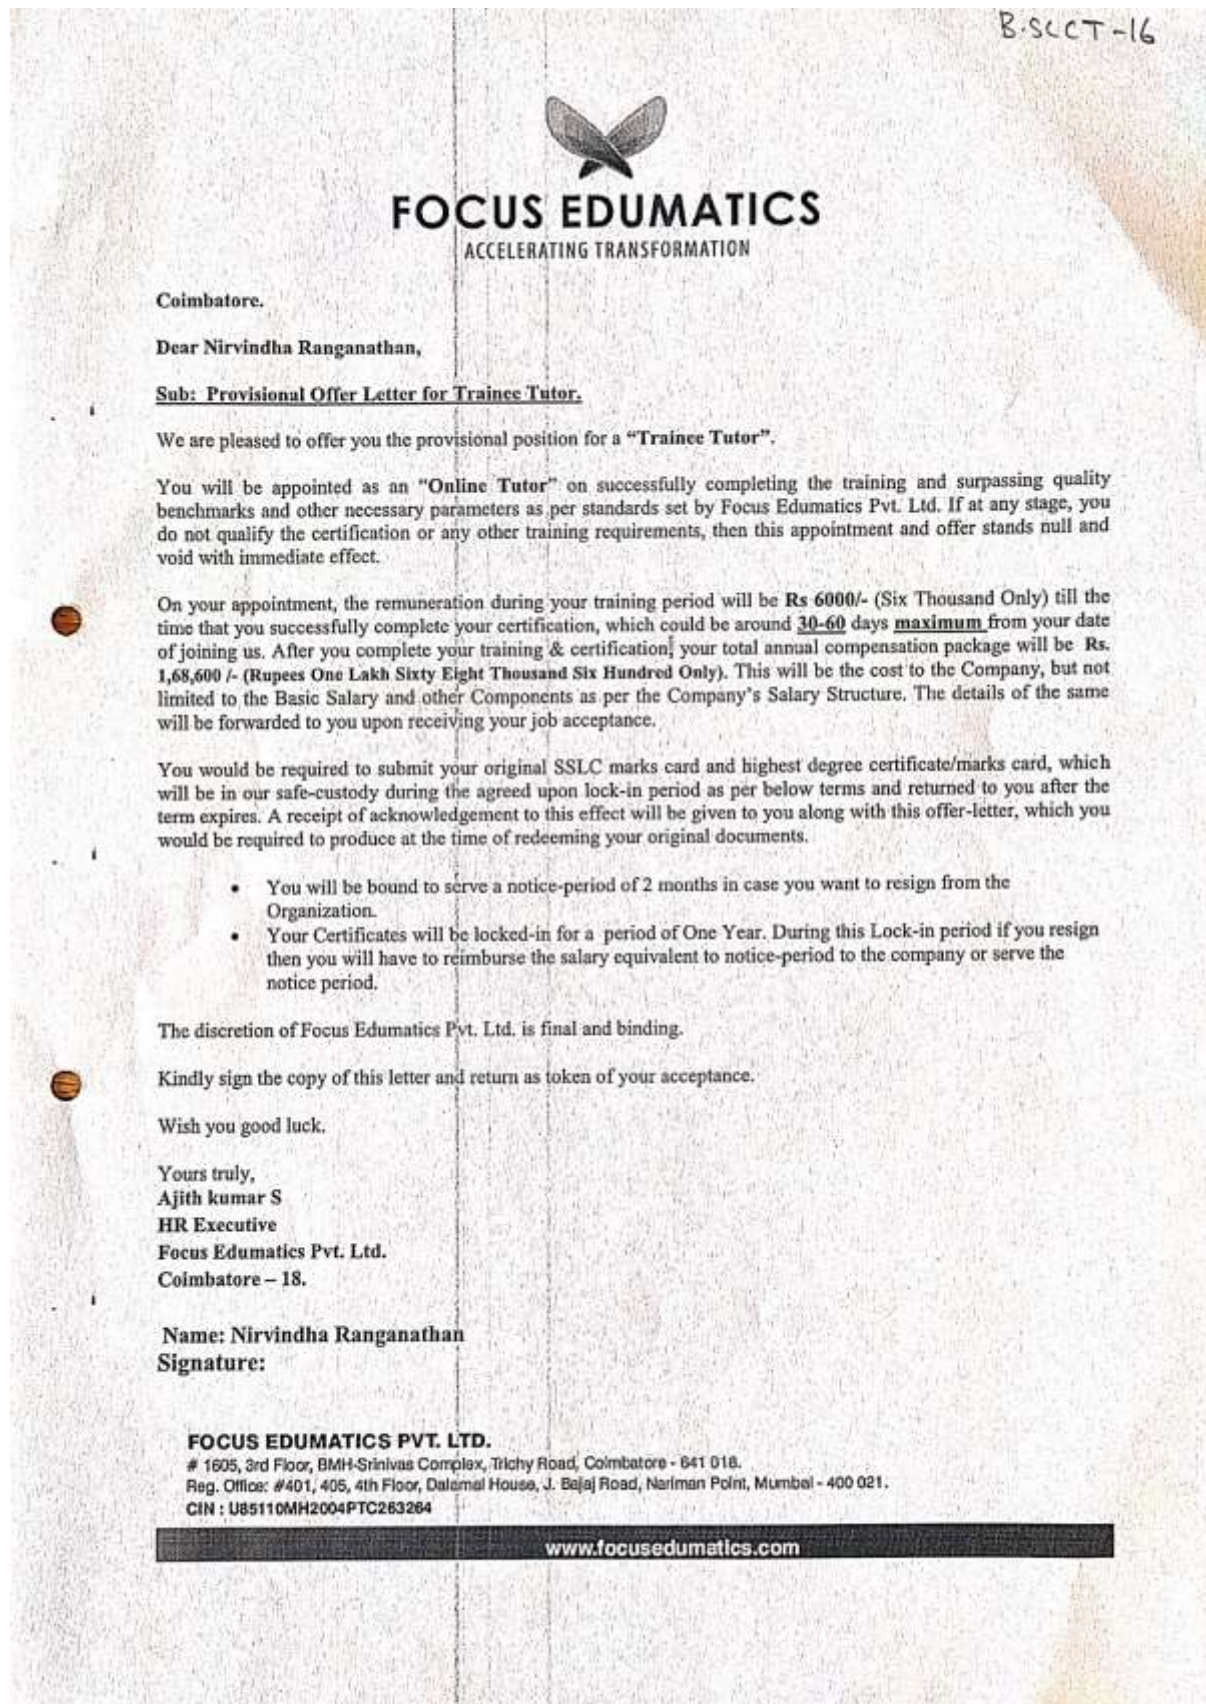 B.SCCT-16
FOCUS EDUMATICS
ACCELERATING TRANSFORMATION
Coimbatore.
Dear Nirvindha Ranganathan,
Sub: Provisional Offer Letter for Trainee Tutor.
We are pleased to offer you the provisional position for a “Trainee Tutor”.
You will be appointed as an “Online Tutor” on successfully completing the training and surpassing quality
benchmarks and other necessary parameters as per standards set by Focus Edumatics Pvt. Ltd. If at any stage, you
do not qualify the certification or any other training requirements, then this appointment and offer stands null and
void with immediate effect.
On your appointment, the remuneration during your training period will be Rs 6000/- (Six Thousand Only) till the
time that you successfully complete your certification, which could be around 30-60 days maximum from your date
of joining us. After you complete your training & certification, your total annual compensation package will be Rs.
1,68,600 /- (Rupees One Lakh Sixty Eight Thousand Six Hundred Only). This will be the cost to the Company, but not
limited to the Basic Salary and other Components as per the Company's Salary Structure. The details of the same
will be forwarded to you upon receiving your job acceptance.
You would be required to submit your original SSLC marks card and highest degree certificate/marks card, which
will be in our safe-custody during the agreed upon lock-in period as per below terms and returned to you after the
term expires. A receipt of acknowledgement to this effect will be given to you along with this offer-letter, which you
would be required to produce at the time of redeeming your original documents.
• You will be bound to serve a notice-period of 2 months in case you want to resign from the
Organization.
• Your Certificates will be locked-in for a period of One Year. During this Lock-in period if you resign
then you will have to reimburse the salary equivalent to notice-period to the company or serve the
notice period.
The discretion of Focus Edumatics Pvt. Ltd. is final and binding.
Kindly sign the copy of this letter and return as token of your acceptance.
Wish you good luck.
Yours truly,
Ajith kumar S
HR Executive
Focus Edumatics Pvt. Ltd.
Coimbatore – 18.
Name: Nirvindha Ranganathan
Signature:
FOCUS EDUMATICS PVT. LTD.
# 1605, 3rd Floor, BMH-Srinivas Complex, Trichy Road, Coimbatore - 641 018.
Reg. Office: #401, 405, 4th Floor, Dalamal House, J. Bajaj Road, Nariman Point, Mumbai - 400 021.
CIN : U85110MH2004PTC263264
www.focusedumatics.com